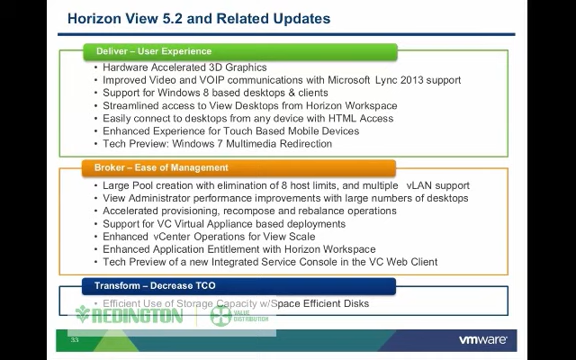 Horizon View 5.2 and Related Updates
Deliver – User Experience
• Hardware Accelerated 3D Graphics
• Improved Video and VOIP communications with Microsoft Lync 2013 support
• Support for Windows 8 based desktops & clients
• Streamlined access to View Desktops from Horizon Workspace
• Easily connect to desktops from any device with HTML Access
• Enhanced Experience for Touch Based Mobile Devices
• Tech Preview: Windows 7 Multimedia Redirection
Broker – Ease of Management
• Large Pool creation with elimination of 8 host limits, and multiple vLAN support
• View Administrator performance improvements with large numbers of desktops
• Accelerated provisioning, recompose and rebalance operations
• Support for VC Virtual Appliance based deployments
• Enhanced vCenter Operations for View Scale
• Enhanced Application Entitlement with Horizon Workspace
• Tech Preview of a new Integrated Service Console in the VC Web Client
Transform – Decrease TCO
• Efficient Use of Storage Capacity w/Space Efficient Disks
REDINGTON
VALUE
DISTRIBUTION
33
vmware